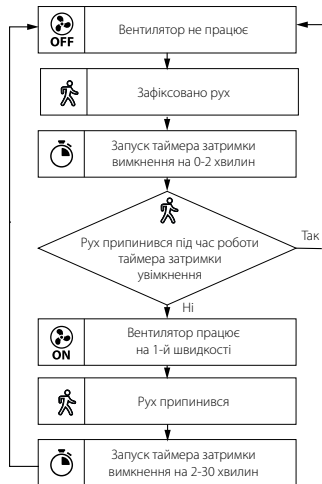 OFF
Вентилятор не працює
Зафіксовано рух
Запуск таймера затримки
вимкнення на 0-2 хвилин
Рух припинився під час роботи
таймера затримки
увімкнення
Так
Ні
ON
Вентилятор працює
на 1-й швидкості
Рух припинився
Запуск таймера затримки
вимкнення на 2-30 хвилин